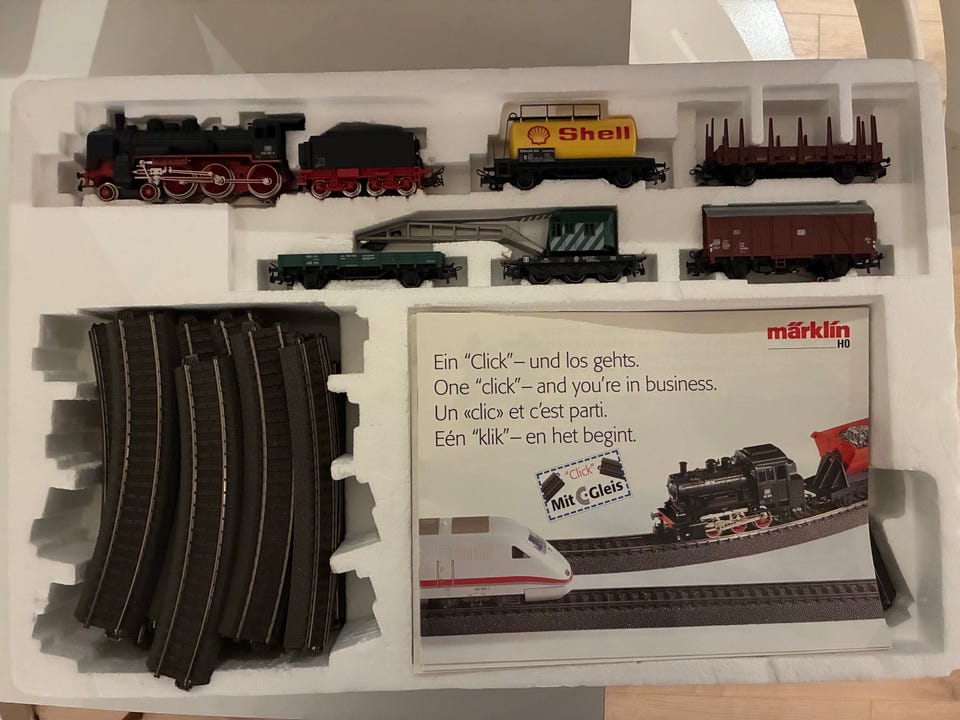 Shell
märklin
H0
Ein “Click”– und los gehts.
One “click”– and you’re in business.
Un «clic» et c’est parti.
Eén “klik”– en het begint.
“Click”
Mit C-Gleis